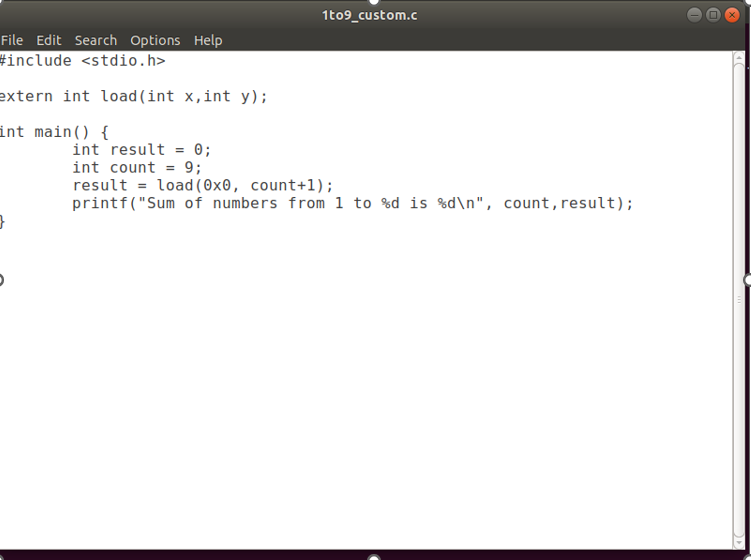 1to9_custom.c
File Edit Search Options Help
#include <stdio.h>
extern int load(int x,int y);
int main() {
int result = 0;
int count = 9;
result = load(0x0, count+1);
printf("Sum of numbers from 1 to %d is %d\n", count,result);
}